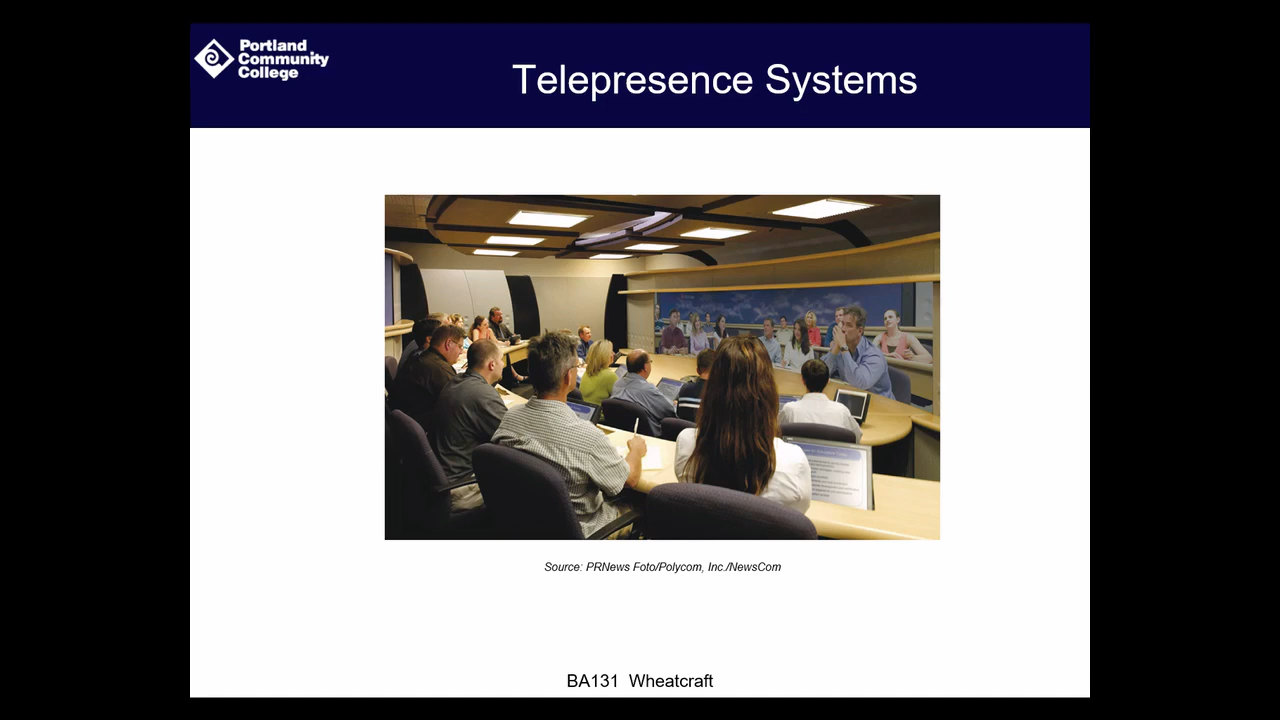 Portland
Community
College
Telepresence Systems
Source: PRNews Foto/Polycom, Inc./NewsCom
BA131 Wheatcraft